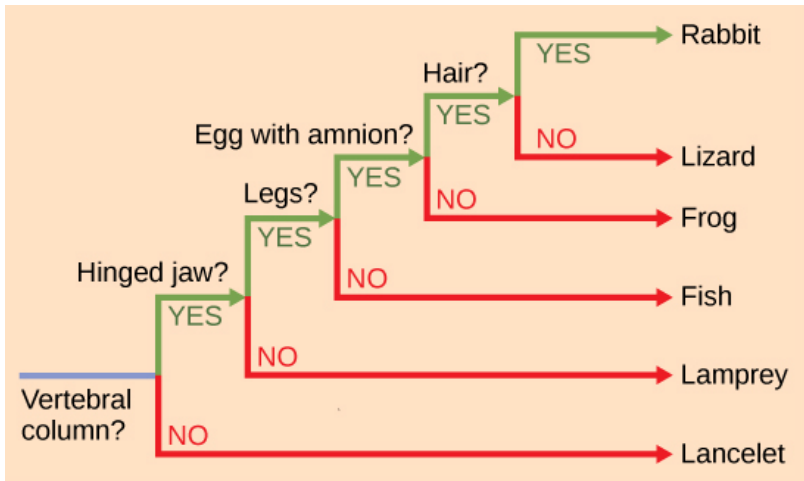 YES
Rabbit
Hair?
YES
NO
Lizard
Egg with amnion?
YES
NO
Frog
Legs?
YES
NO
Fish
Hinged jaw?
YES
NO
Lamprey
Vertebral
column?
NO
Lancelet